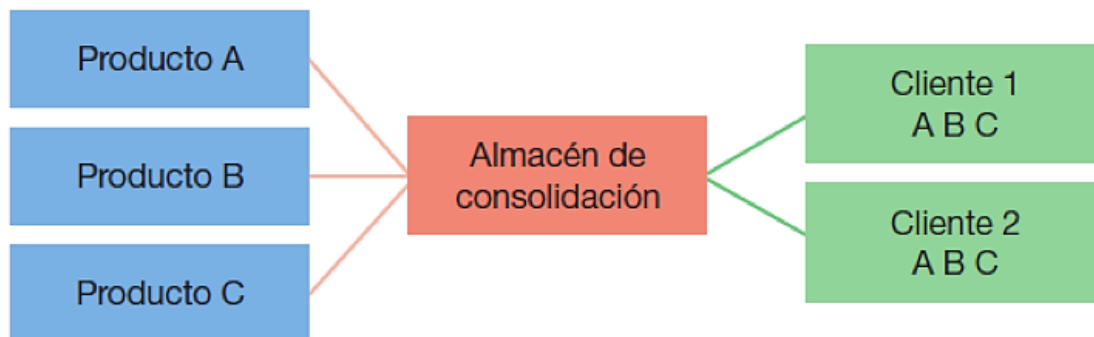 Producto A
Producto B
Producto C
Almacén de
consolidación
Cliente 1
A B C
Cliente 2
A B C